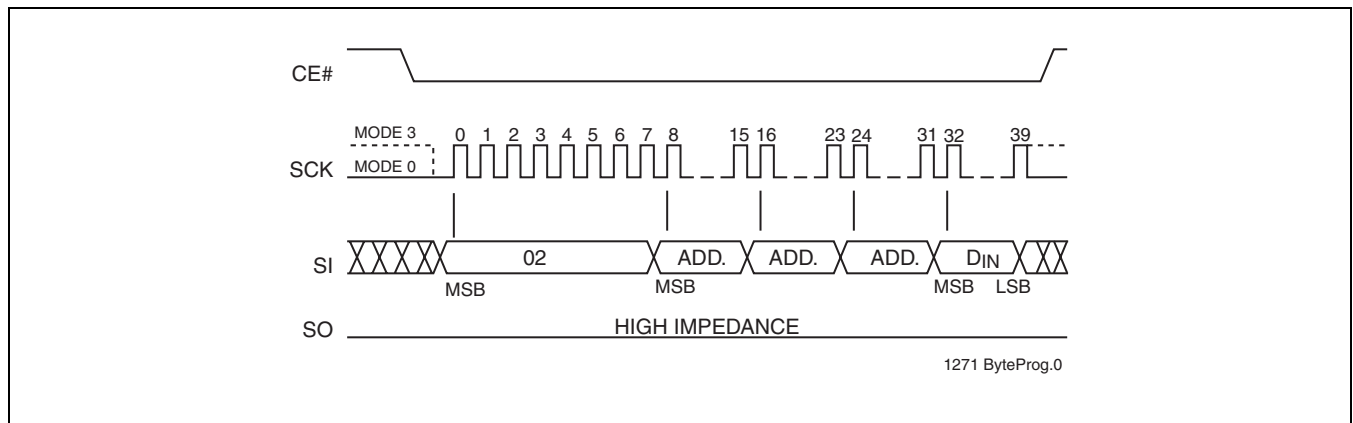 CE#
MODE 3
0 1 2 3 4 5 6 7 8 15 16 23 24 31 32 39
SCK
MODE 0
SI
02 ADD. ADD. ADD. DIN
MSB MSB MSB LSB
SO
HIGH IMPEDANCE
1271 ByteProg.0